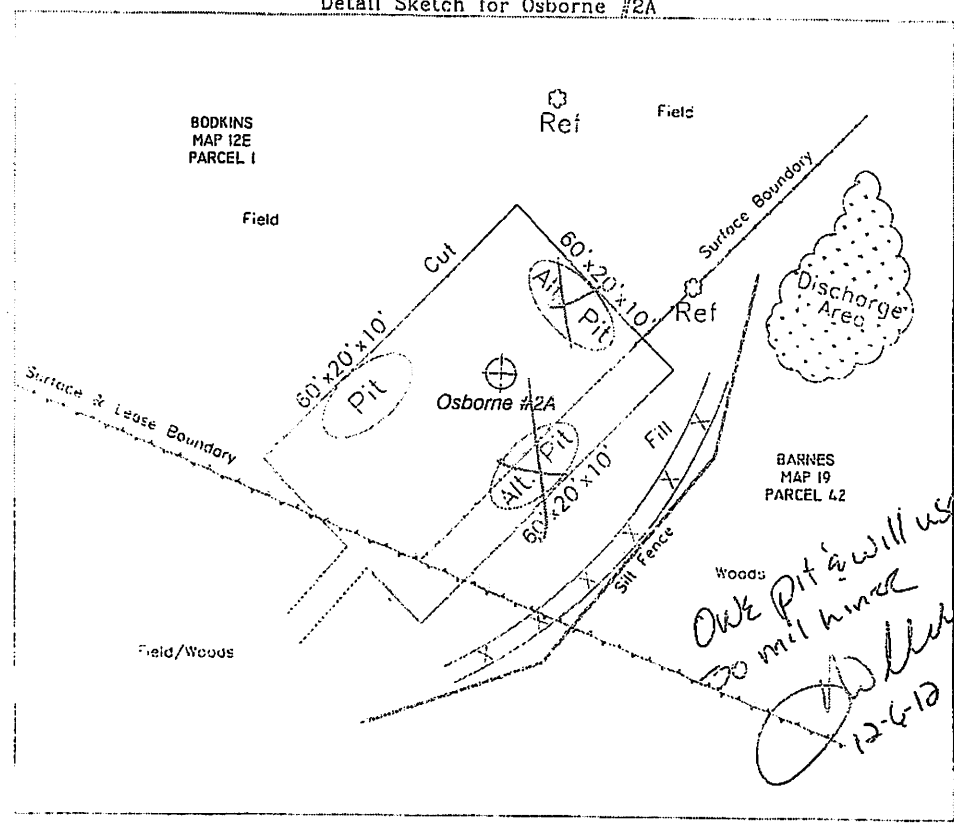 Detail Sketch for Osborne #2A
BODKINS
MAP 12E
PARCEL 1
Ref
Field
Field
Surface Boundary
Cut
60'x20'x10'
Alt. Pit
Ref
Discharge
Area
60'x20'x10'
Pit
Osborne #2A
Surface & Lease Boundary
Alt. Pit
60'x20'x10'
Fill
Silt Fence
BARNES
MAP 19
PARCEL 42
Woods
Field/Woods
One pit & will use
mil liner
12-6-12